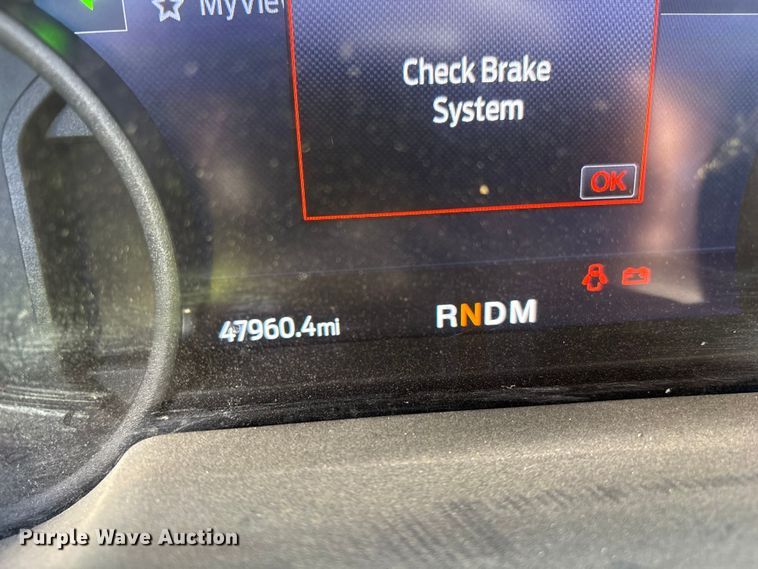 MyVie
Check Brake
System
OK
47960.4mi
RNDM
Purple Wave Auction